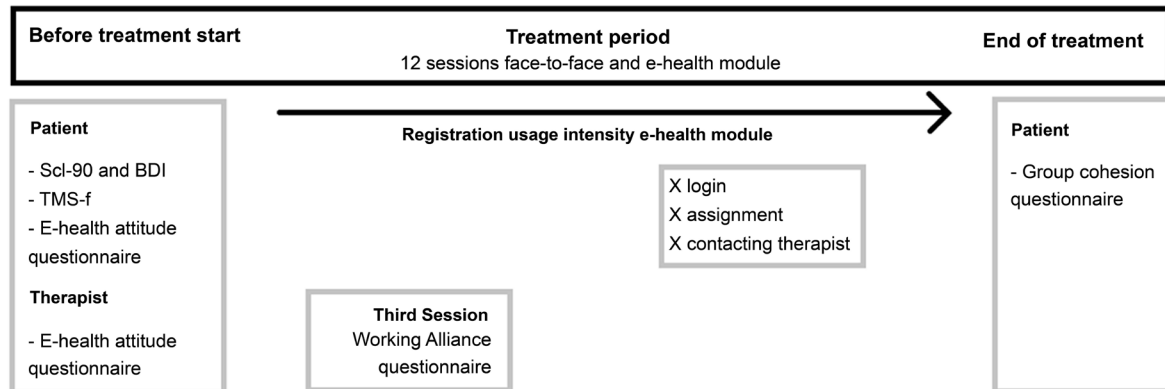 Before treatment start
Treatment period
12 sessions face-to-face and e-health module
End of treatment
Registration usage intensity e-health module
Patient
- Scl-90 and BDI
- TMS-f
- E-health attitude
questionnaire
Therapist
- E-health attitude
questionnaire
Third Session
Working Alliance
questionnaire
X login
X assignment
X contacting therapist
Patient
- Group cohesion
questionnaire